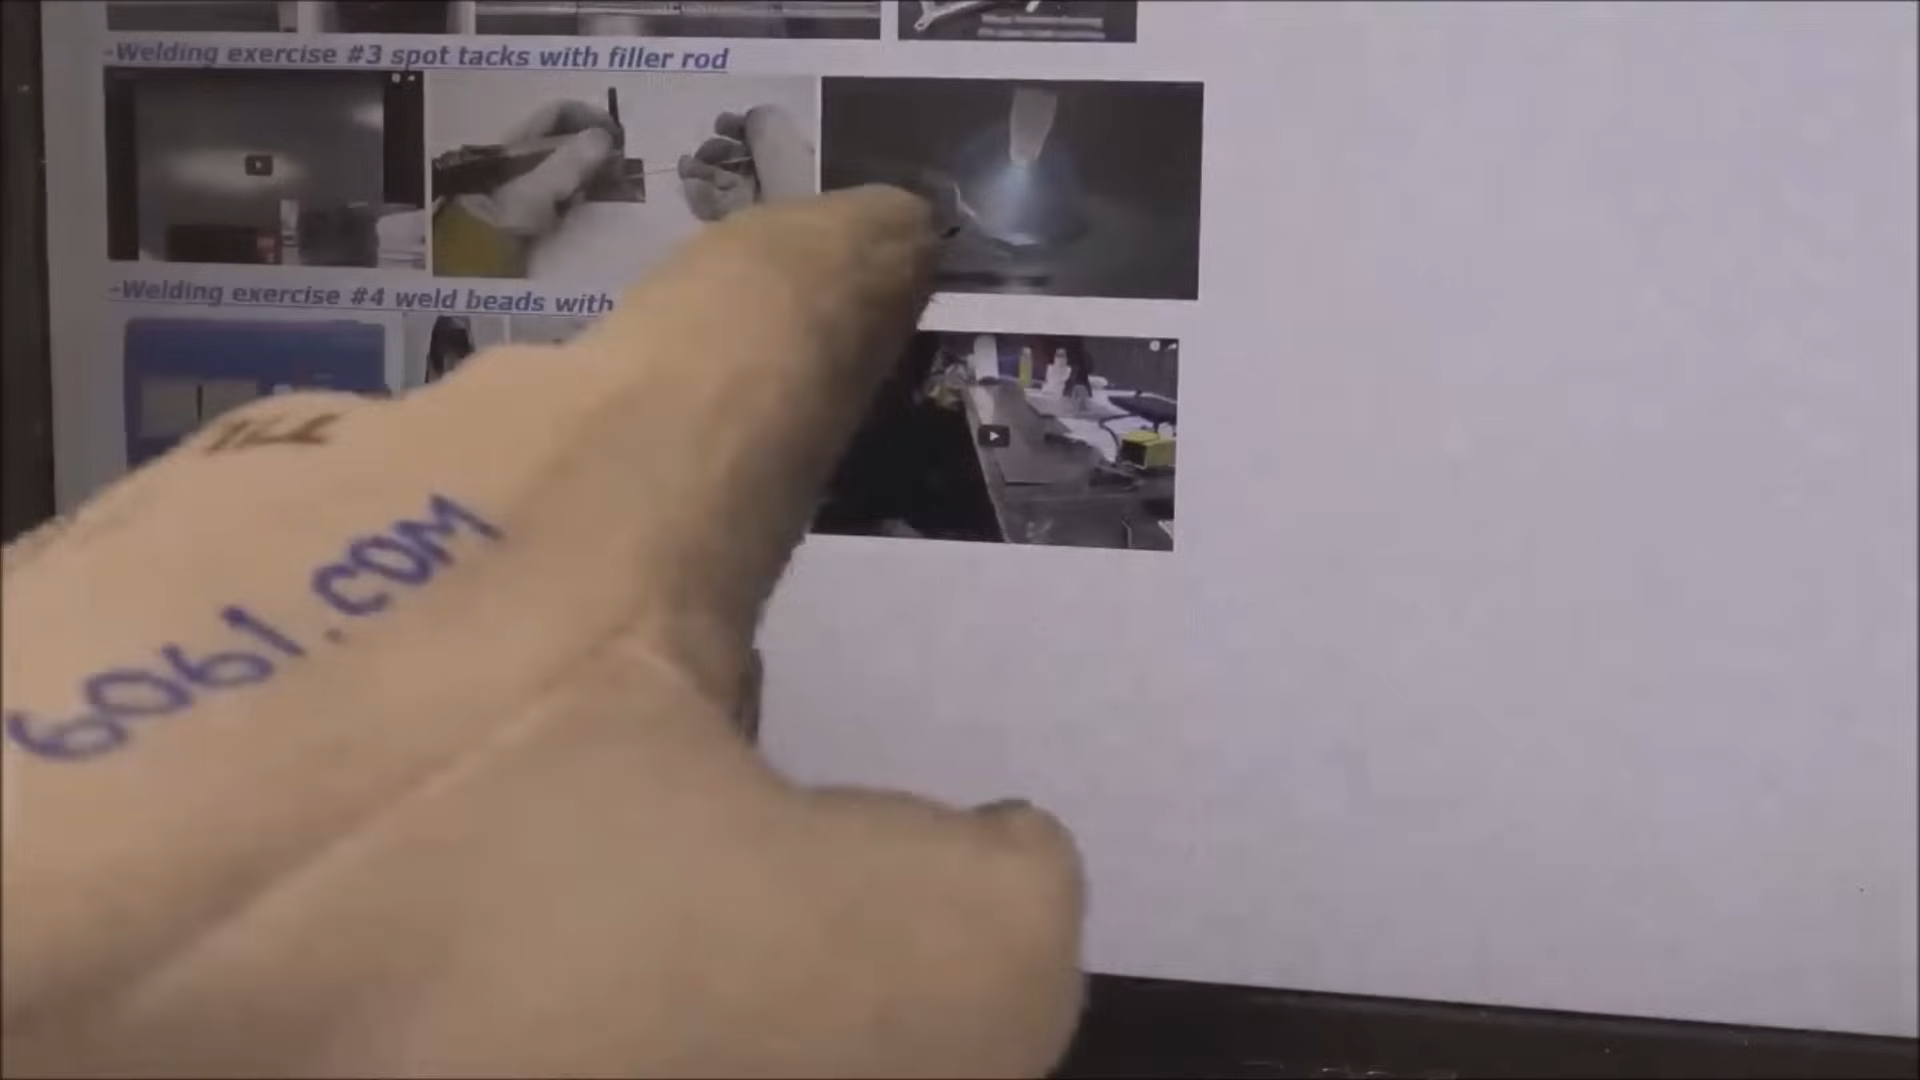 -Welding exercise #3 spot tacks with filler rod
-Welding exercise #4 weld beads with
6061.COM